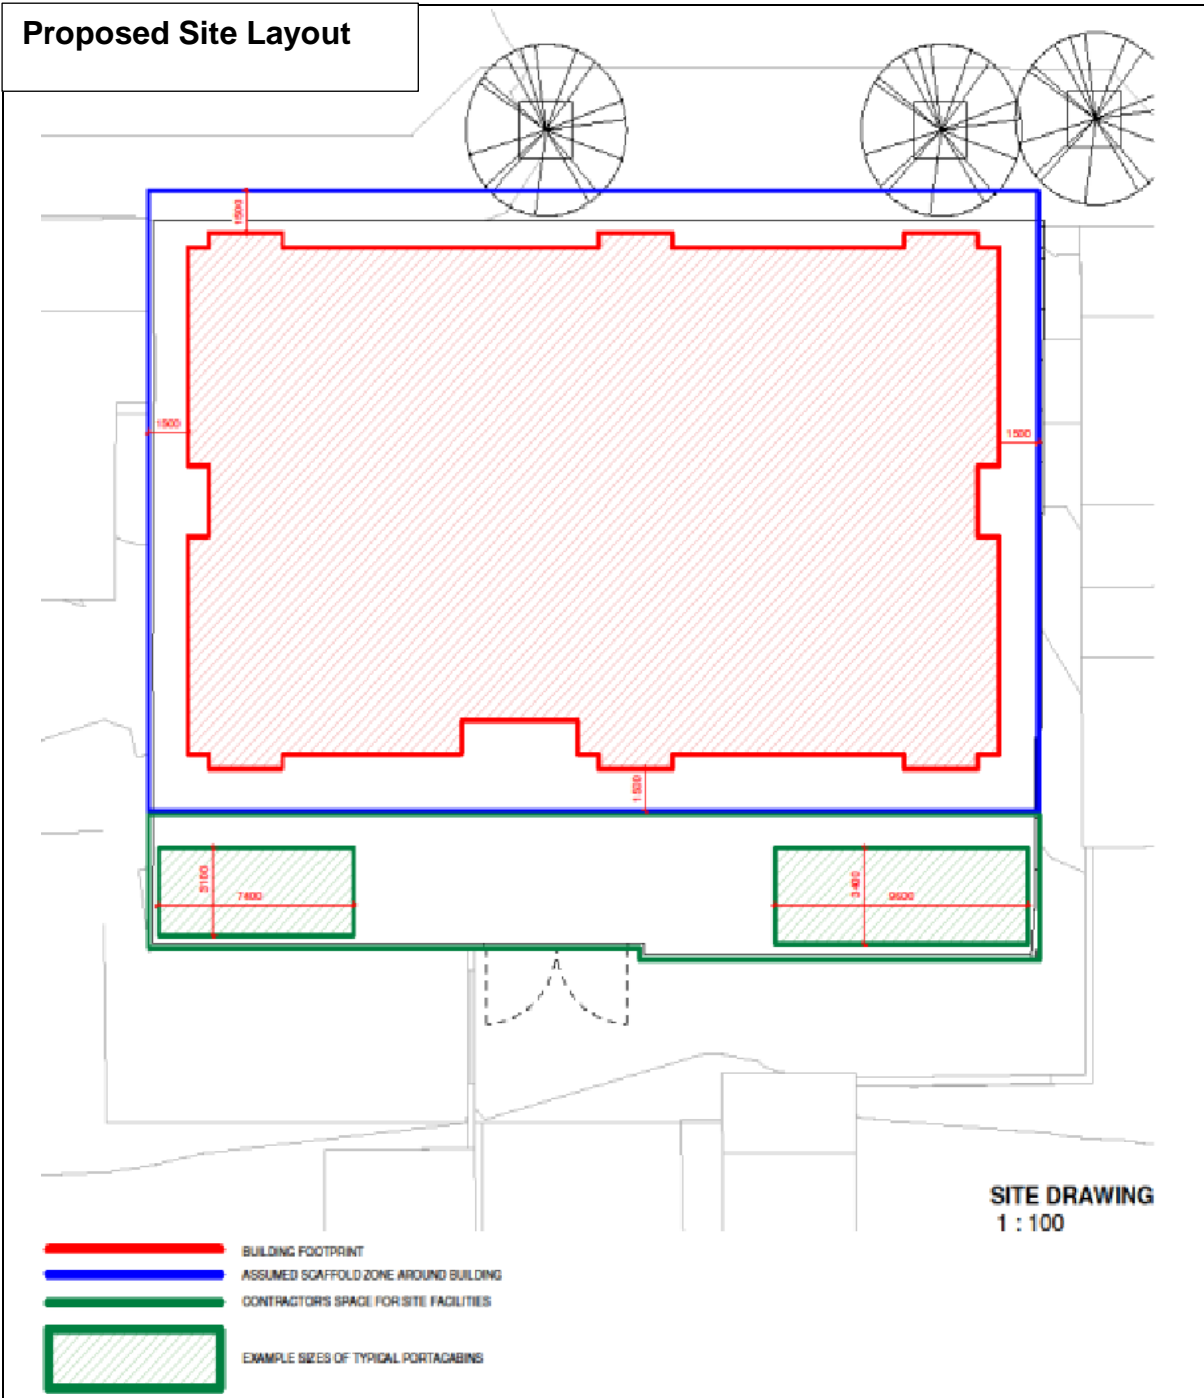 Proposed Site Layout
1500
1500
1500
1500
3100
7400
3400
9600
SITE DRAWING
1 : 100
BUILDING FOOTPRINT
ASSUMED SCAFFOLD ZONE AROUND BUILDING
CONTRACTORS SPACE FOR SITE FACILITIES
EXAMPLE SIZES OF TYPICAL PORTACABINS